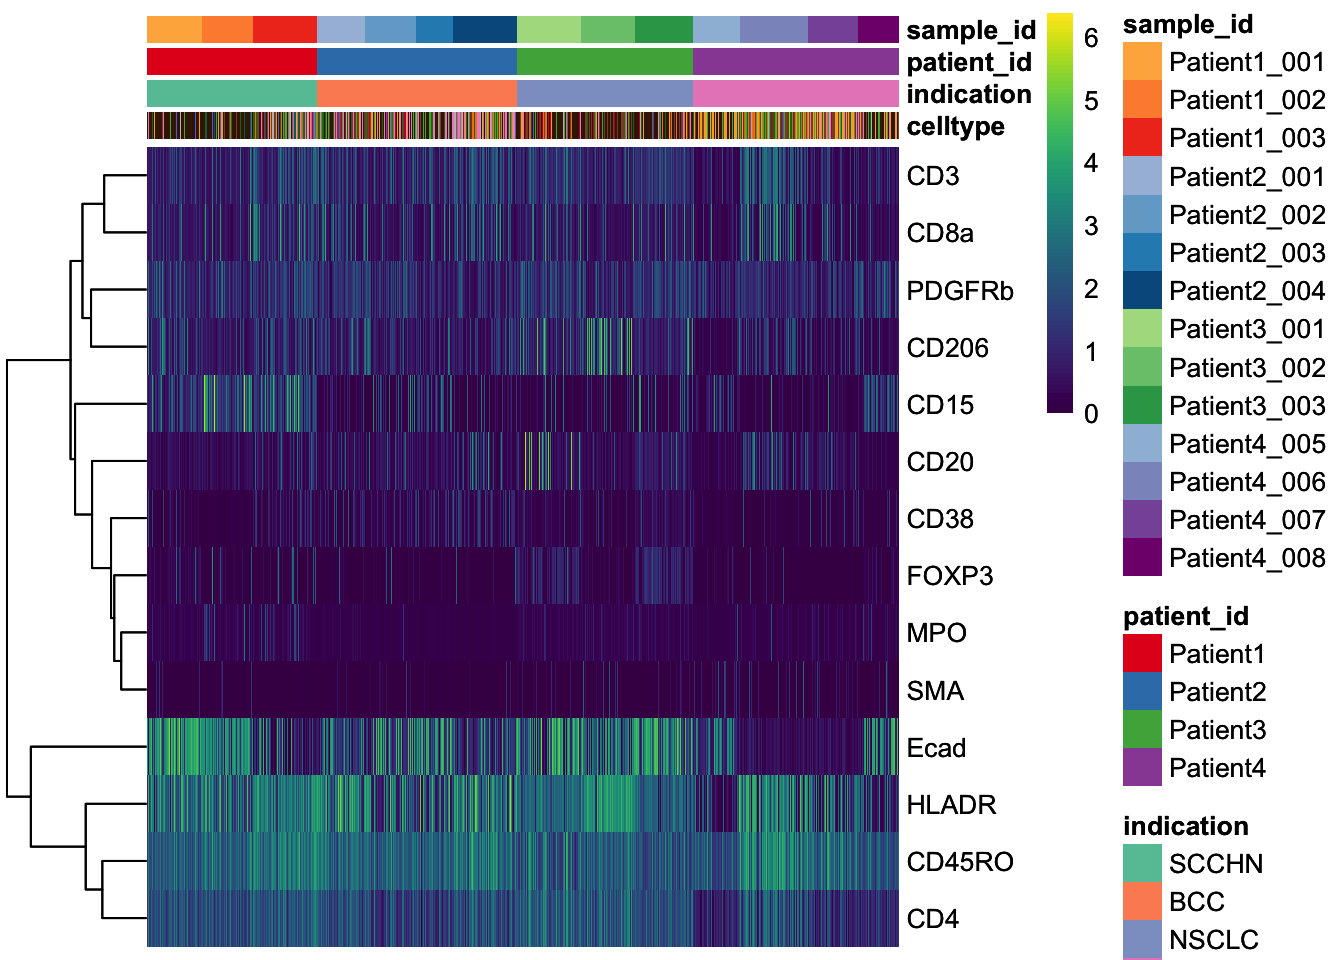 sample_id
patient_id
indication
celltype
CD3
CD8a
PDGFRb
CD206
CD15
CD20
CD38
FOXP3
MPO
SMA
Ecad
HLADR
CD45RO
CD4
6
5
4
3
2
1
0
sample_id
Patient1_001
Patient1_002
Patient1_003
Patient2_001
Patient2_002
Patient2_003
Patient2_004
Patient3_001
Patient3_002
Patient3_003
Patient4_005
Patient4_006
Patient4_007
Patient4_008
patient_id
Patient1
Patient2
Patient3
Patient4
indication
SCCHN
BCC
NSCLC